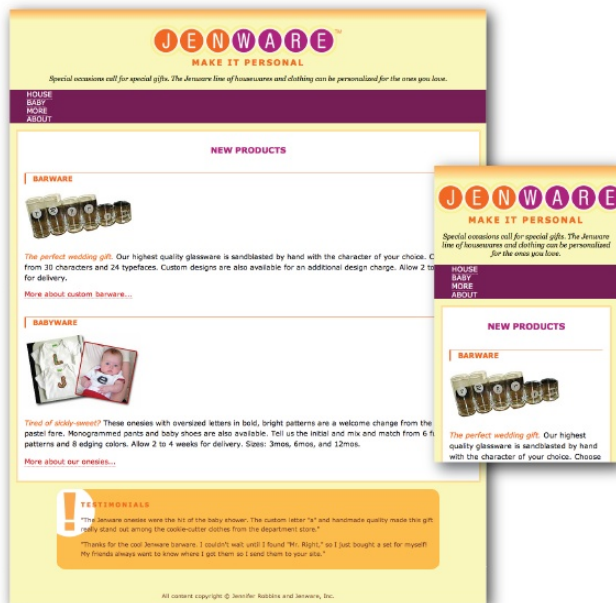 JENWARE™
MAKE IT PERSONAL
Special occasions call for special gifts. The Jenware line of housewares and clothing can be personalized for the ones you love.
HOUSE
BABY
MORE
ABOUT
NEW PRODUCTS
BARWARE
The perfect wedding gift. Our highest quality glassware is sandblasted by hand with the character of your choice. C
from 30 characters and 24 typefaces. Custom designs are also available for an additional design charge. Allow 2 to
for delivery.
More about custom barware...
BABYWARE
Tired of sickly-sweet? These onesies with oversized letters in bold, bright patterns are a welcome change from the
pastel fare. Monogrammed pants and baby shoes are also available. Tell us the initial and mix and match from 6 f
patterns and 8 edging colors. Allow 2 to 4 weeks for delivery. Sizes: 3mos, 6mos, and 12mos.
More about our onesies...
! TESTIMONIALS
"The Jenware onesies were the hit of the baby shower. The custom letter "a" and handmade quality made this gift
really stand out among the cookie-cutter clothes from the department store."
"Thanks for the cool Jenware barware. I couldn't wait until I found "Mr. Right," so I just bought a set for myself!
My friends always want to know where I got them so I send them to your site."
All content copyright © Jennifer Robbins and Jenware, Inc.
JENWARE
MAKE IT PERSONAL
Special occasions call for special gifts. The Jenware
line of housewares and clothing can be personalized
for the ones you love.
HOUSE
BABY
MORE
ABOUT
NEW PRODUCTS
BARWARE
The perfect wedding gift. Our highest
quality glassware is sandblasted by hand
with the character of your choice. Choose